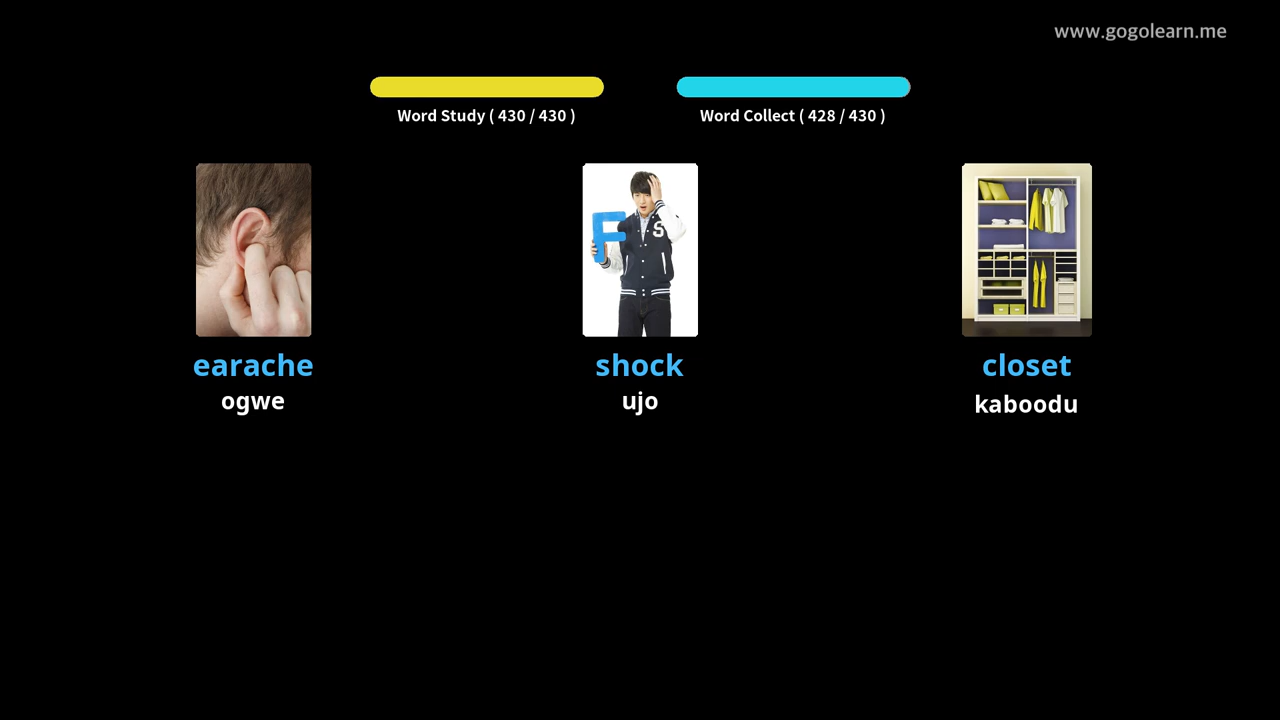 www.gogolearn.me
Word Study ( 430 / 430 )
Word Collect ( 428 / 430 )
F
S
earache
shock
closet
ogwe
ujo
kaboodu